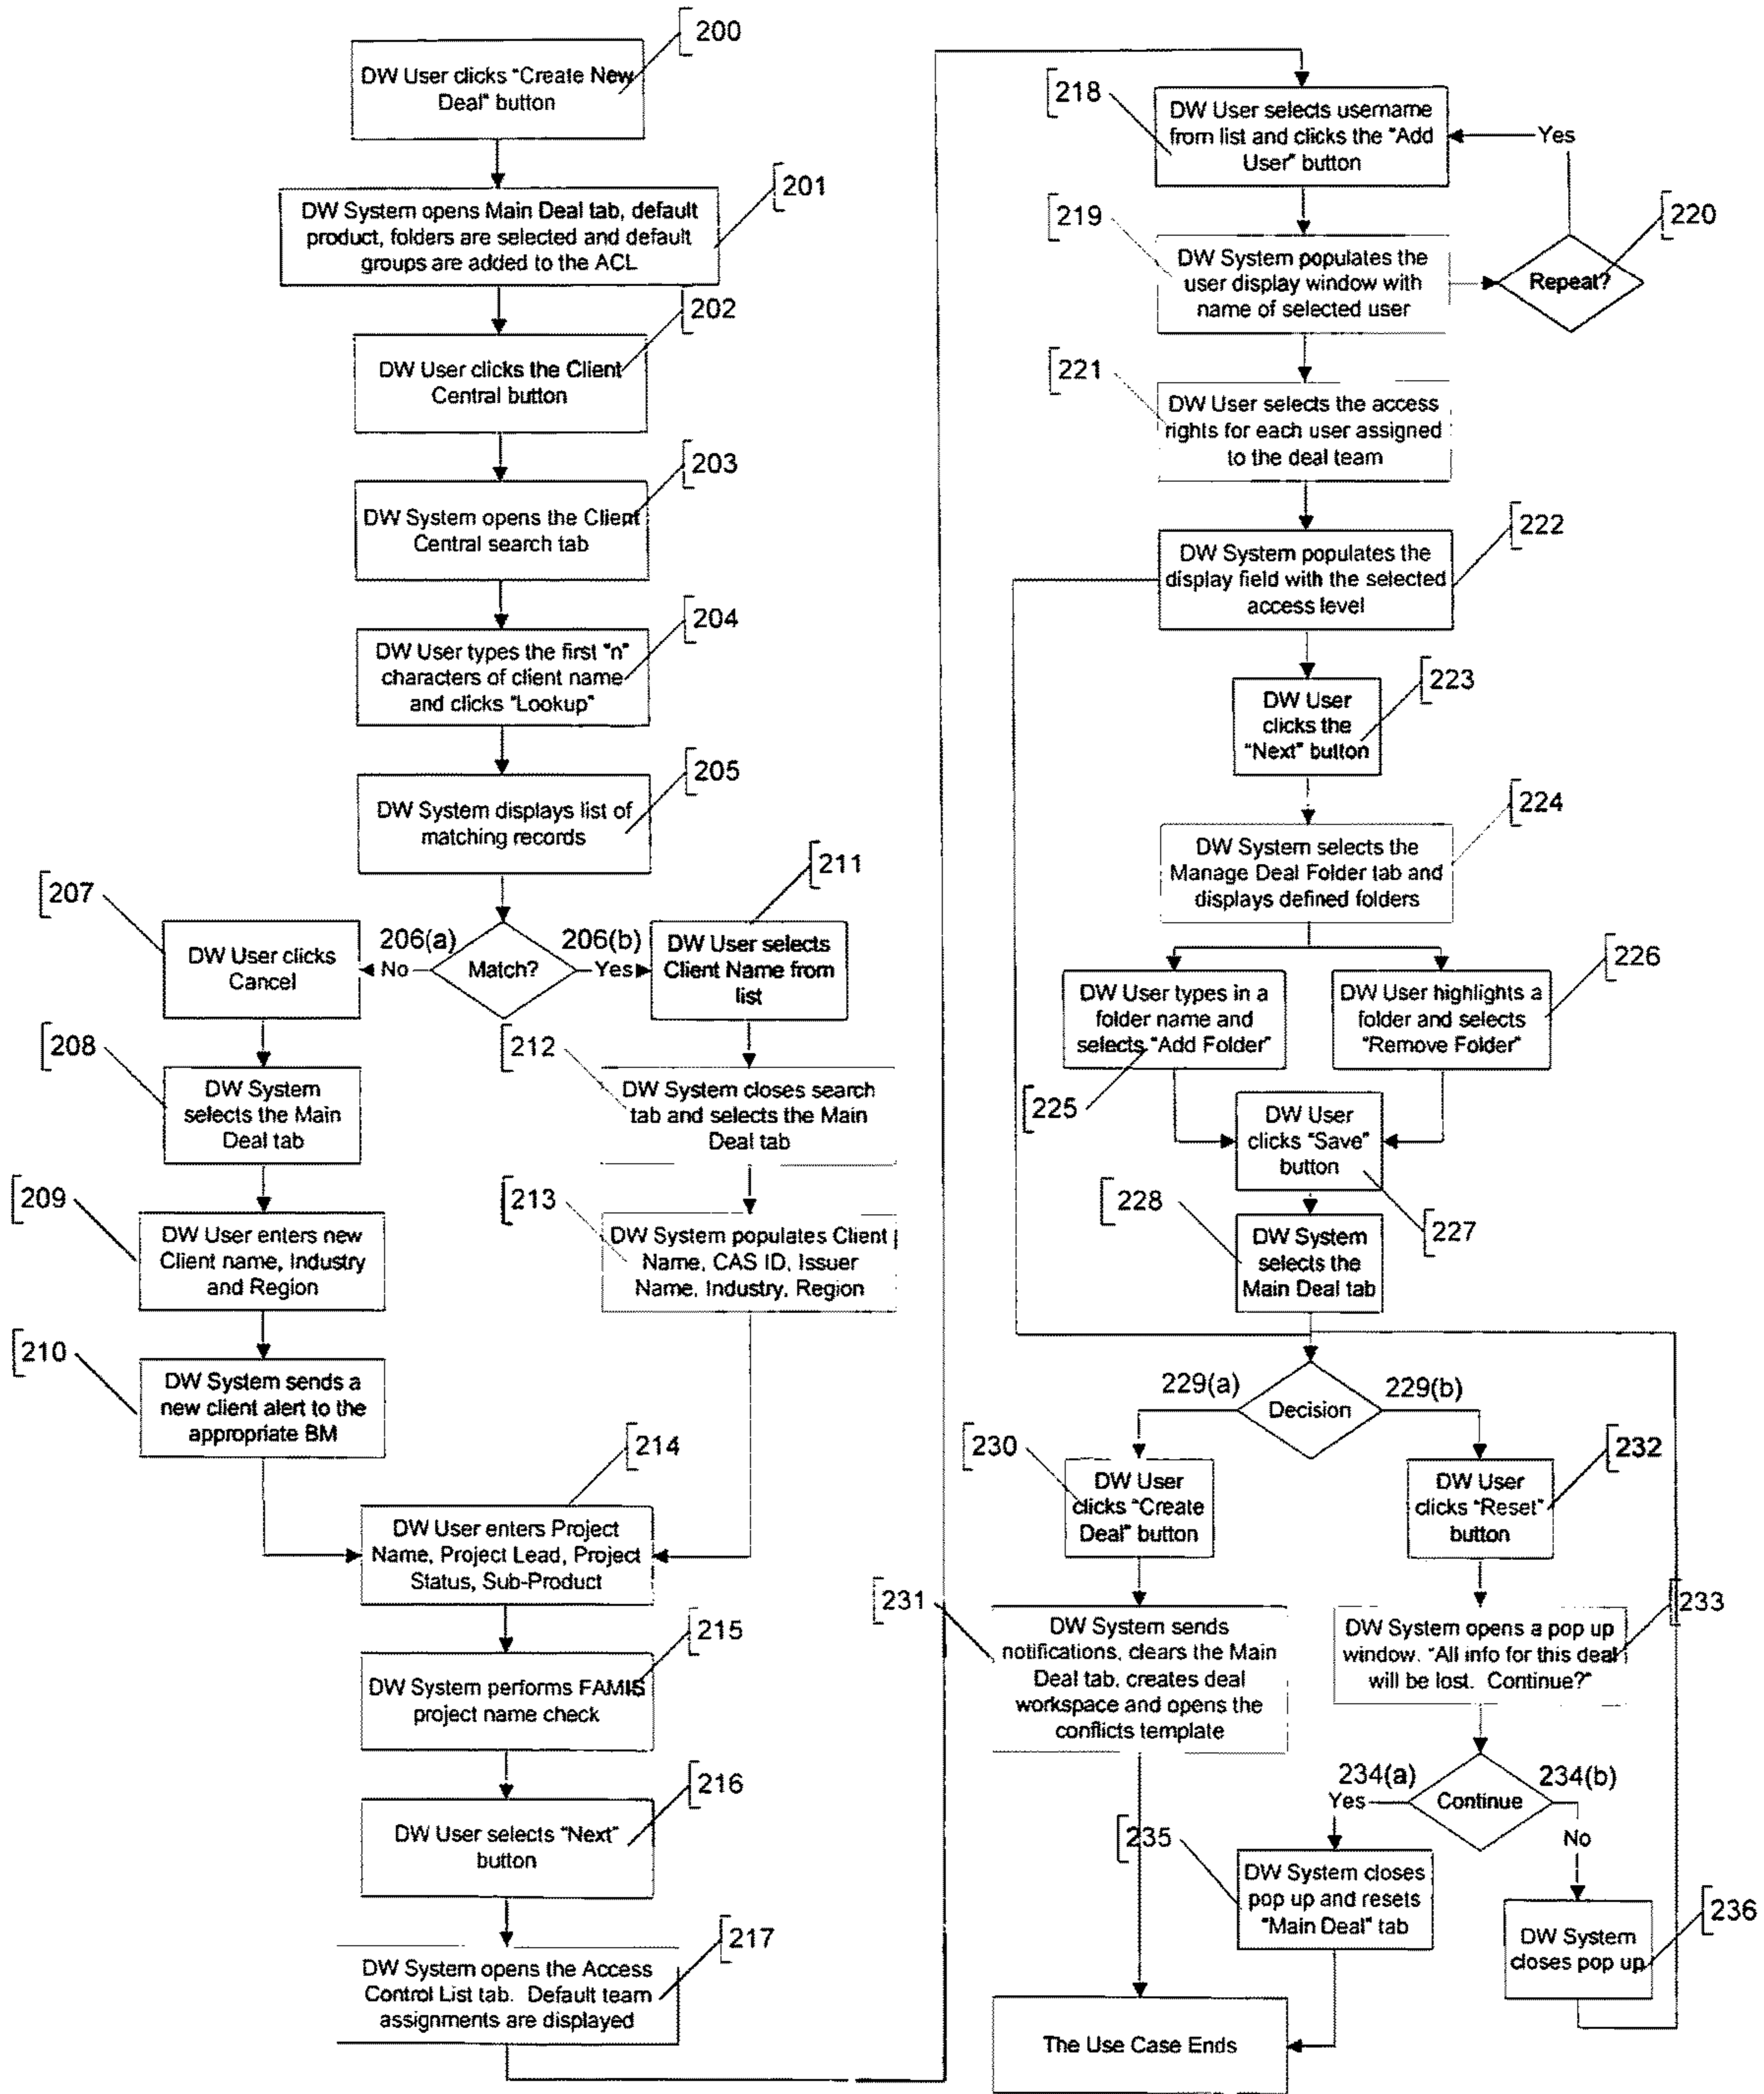 200
DW User clicks "Create New
Deal" button
201
DW System opens Main Deal tab, default
product, folders are selected and default
groups are added to the ACL
202
DW User clicks the Client
Central button
203
DW System opens the Client
Central search tab
204
DW User types the first "n"
characters of client name
and clicks "Lookup"
205
DW System displays list of
matching records
206(a)
No
Match?
206(b)
Yes
207
DW User clicks
Cancel
208
DW System
selects the Main
Deal tab
209
DW User enters new
Client name, Industry
and Region
210
DW System sends a
new client alert to the
appropriate BM
211
DW User selects
Client Name from
list
212
DW System closes search
tab and selects the Main
Deal tab
213
DW System populates Client
Name, CAS ID, Issuer
Name, Industry, Region
214
DW User enters Project
Name, Project Lead, Project
Status, Sub-Product
215
DW System performs FAMIS
project name check
216
DW User selects "Next"
button
217
DW System opens the Access
Control List tab. Default team
assignments are displayed
218
DW User selects username
from list and clicks the "Add
User" button
Yes
219
DW System populates the
user display window with
name of selected user
220
Repeat?
221
DW User selects the access
rights for each user assigned
to the deal team
222
DW System populates the
display field with the selected
access level
223
DW User
clicks the
"Next" button
224
DW System selects the
Manage Deal Folder tab and
displays defined folders
225
DW User types in a
folder name and
selects "Add Folder"
226
DW User highlights a
folder and selects
"Remove Folder"
227
DW User
clicks "Save"
button
228
DW System
selects the
Main Deal tab
229(a)
Decision
229(b)
230
DW User
clicks "Create
Deal" button
231
DW System sends
notifications, clears the Main
Deal tab, creates deal
workspace and opens the
conflicts template
232
DW User
clicks "Reset"
button
233
DW System opens a pop up
window. "All info for this deal
will be lost. Continue?"
234(a)
Yes
Continue
234(b)
No
235
DW System closes
pop up and resets
"Main Deal" tab
236
DW System
closes pop up
The Use Case Ends